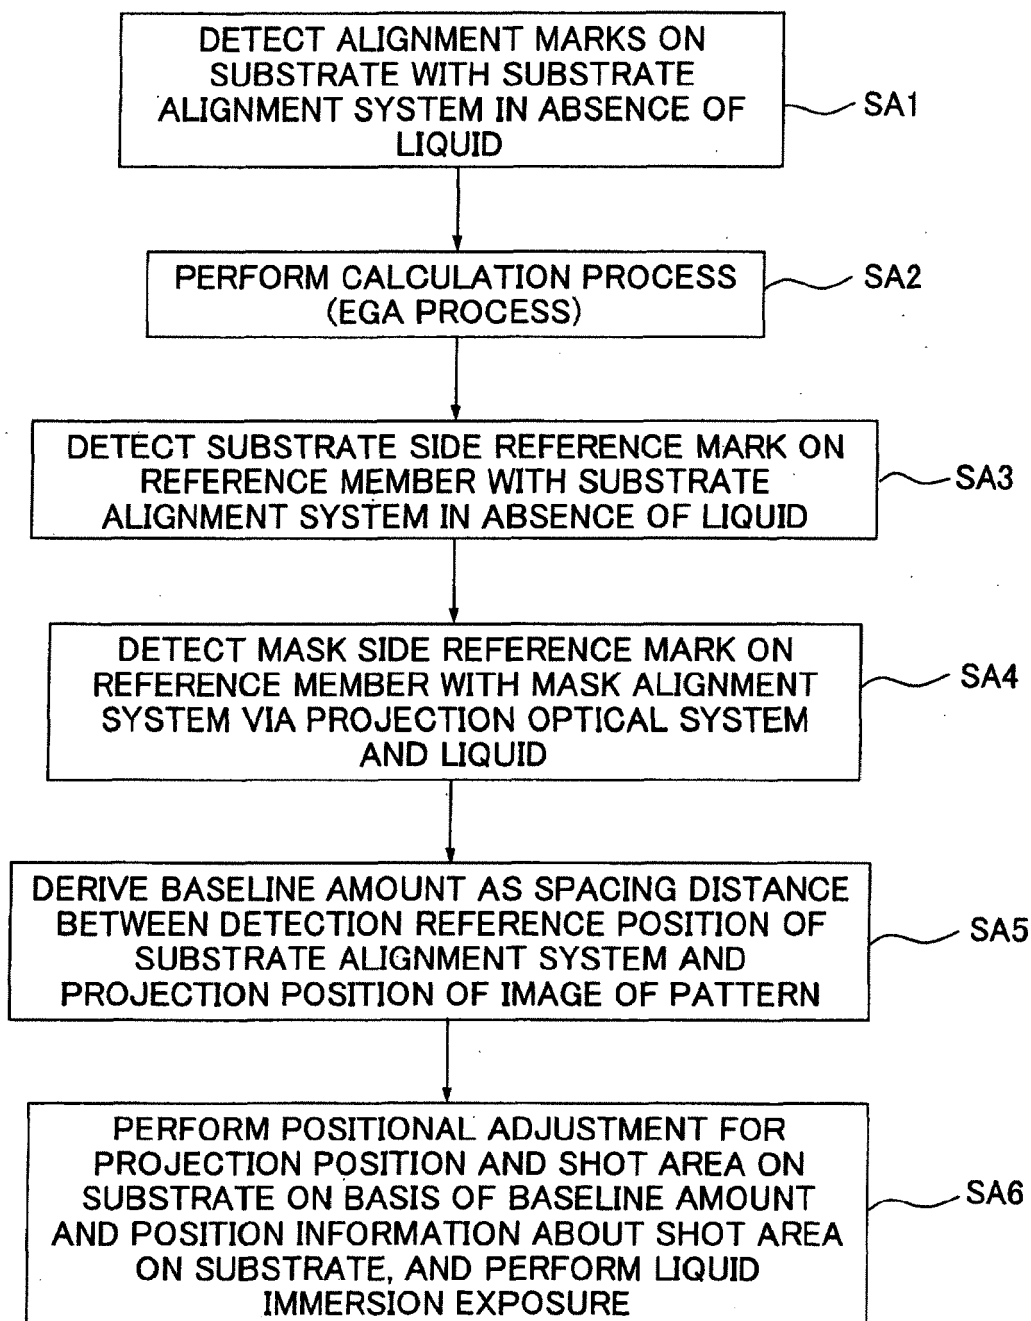 DETECT ALIGNMENT MARKS ON
SUBSTRATE WITH SUBSTRATE
ALIGNMENT SYSTEM IN ABSENCE OF
LIQUID
SA1
PERFORM CALCULATION PROCESS
(EGA PROCESS)
SA2
DETECT SUBSTRATE SIDE REFERENCE MARK ON
REFERENCE MEMBER WITH SUBSTRATE
ALIGNMENT SYSTEM IN ABSENCE OF LIQUID
SA3
DETECT MASK SIDE REFERENCE MARK ON
REFERENCE MEMBER WITH MASK ALIGNMENT
SYSTEM VIA PROJECTION OPTICAL SYSTEM
AND LIQUID
SA4
DERIVE BASELINE AMOUNT AS SPACING DISTANCE
BETWEEN DETECTION REFERENCE POSITION OF
SUBSTRATE ALIGNMENT SYSTEM AND
PROJECTION POSITION OF IMAGE OF PATTERN
SA5
PERFORM POSITIONAL ADJUSTMENT FOR
PROJECTION POSITION AND SHOT AREA ON
SUBSTRATE ON BASIS OF BASELINE AMOUNT
AND POSITION INFORMATION ABOUT SHOT AREA
ON SUBSTRATE, AND PERFORM LIQUID
IMMERSION EXPOSURE
SA6